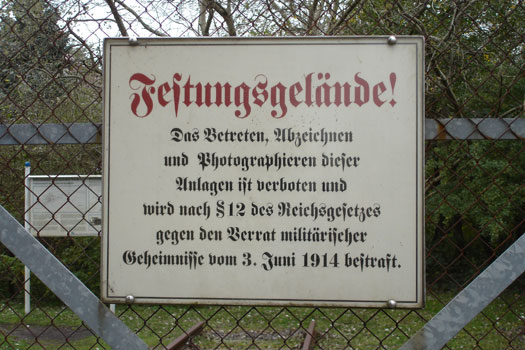 Festungsgelände!
Das Betreten, Abzeichnen
und Photographieren dieser
Anlagen ist verboten und
wird nach § 12 des Reichsgesetzes
gegen den Verrat militärischer
Geheimnisse vom 3. Juni 1914 bestraft.